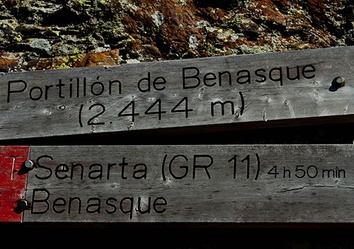 Portillón de Benasque
(2.444 m)
Senarta (GR 11) 4 h 50 min
Benasque